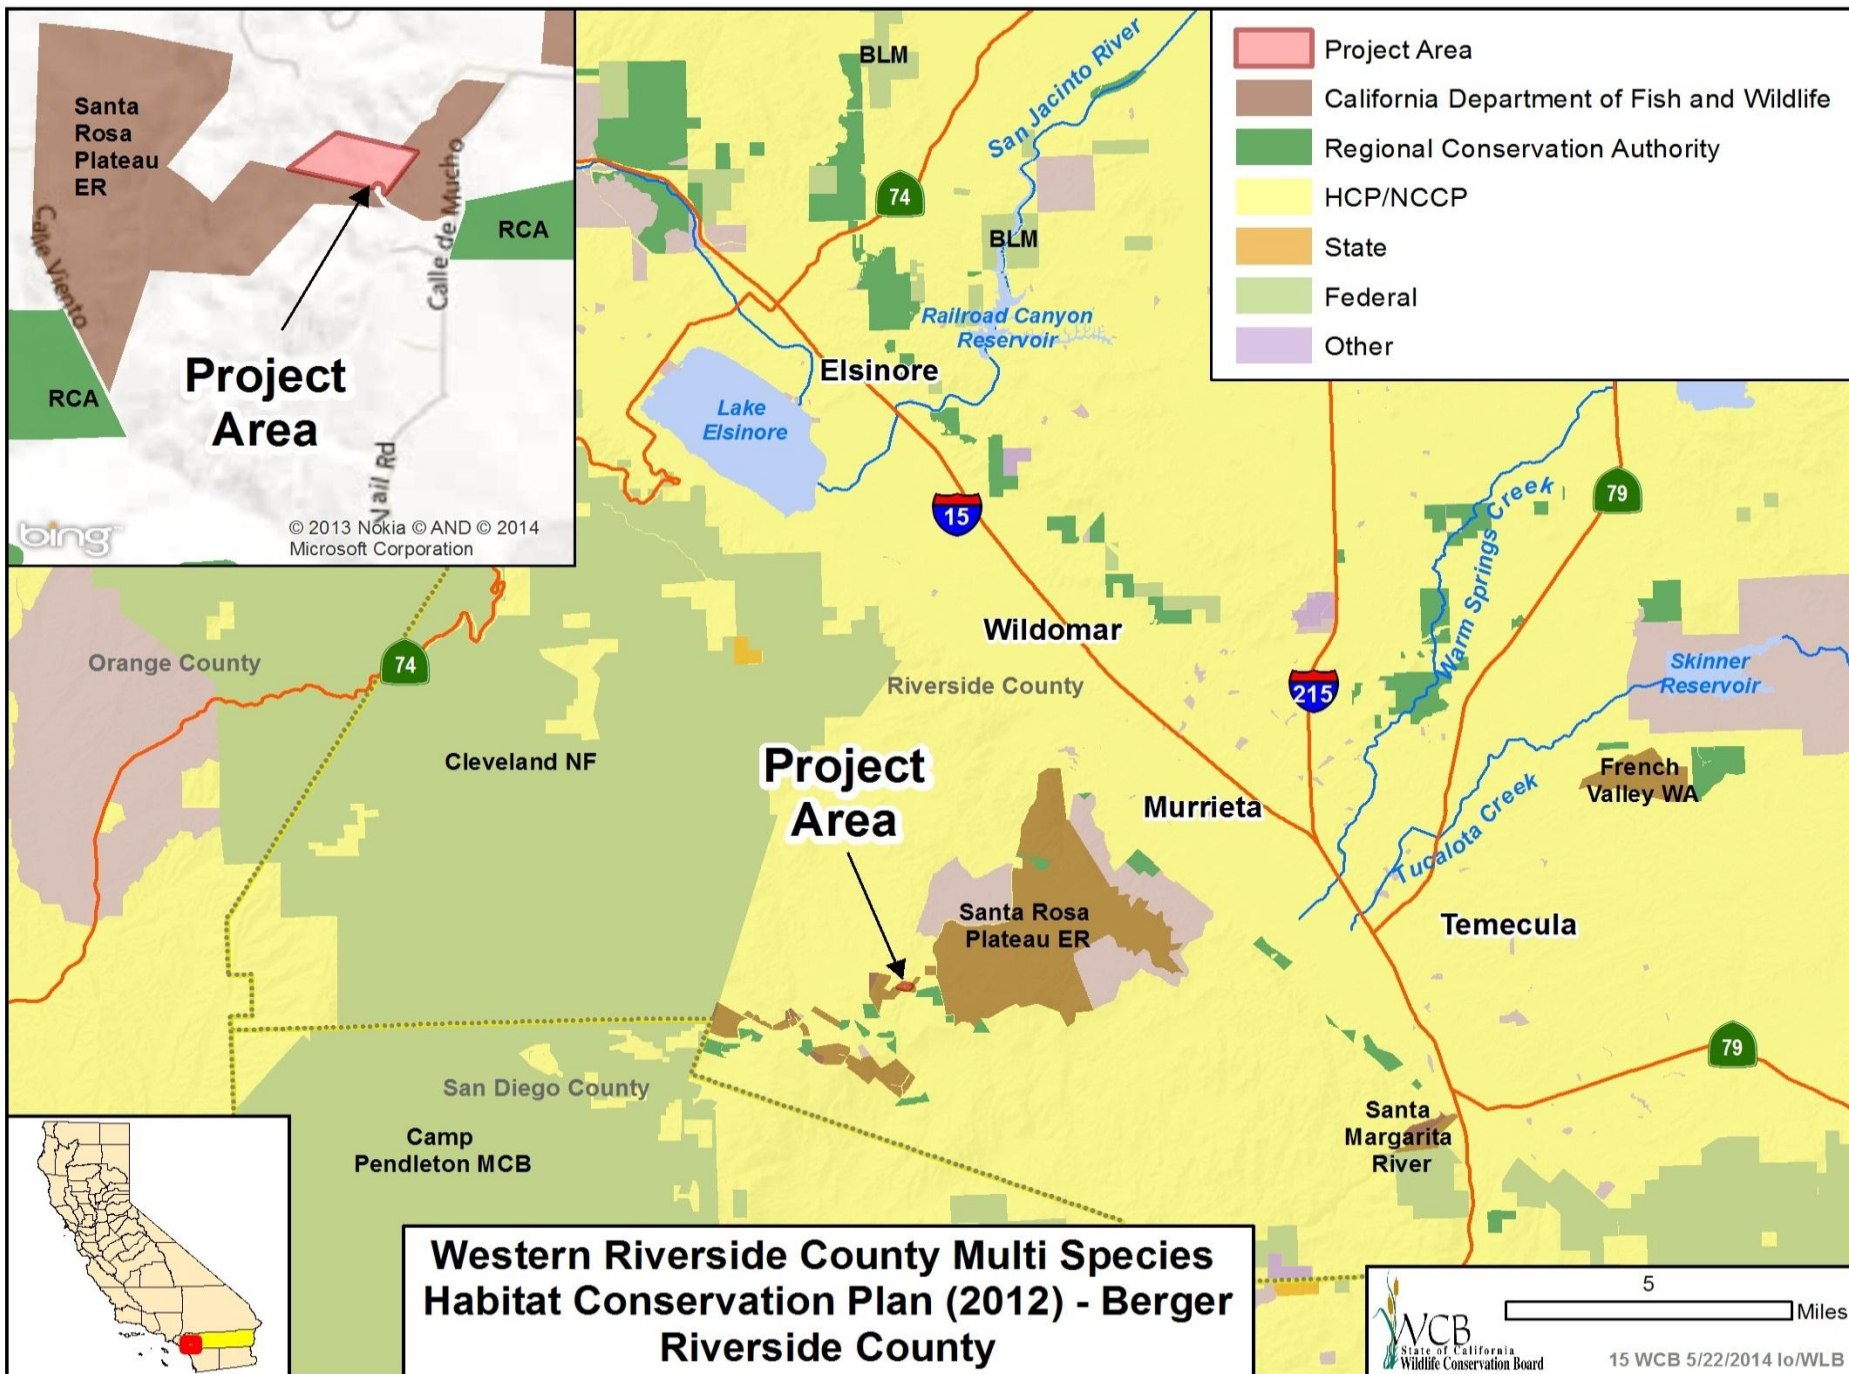 Santa
Rosa
Plateau
ER
Calle Viento
Calle de Mucho
RCA
RCA
Project
Area
Nail Rd
bing™
© 2013 Nokia © AND © 2014
Microsoft Corporation
Project Area
California Department of Fish and Wildlife
Regional Conservation Authority
HCP/NCCP
State
Federal
Other
BLM
San Jacinto River
74
BLM
Railroad Canyon
Reservoir
Elsinore
Lake
Elsinore
15
79
Warm Springs Creek
Wildomar
Orange County
74
Riverside County
215
Skinner
Reservoir
Cleveland NF
Project
Area
Murrieta
French
Valley WA
Tucalota Creek
Santa Rosa
Plateau ER
Temecula
79
San Diego County
Camp
Pendleton MCB
Santa
Margarita
River
Western Riverside County Multi Species
Habitat Conservation Plan (2012) - Berger
Riverside County
5
Miles
WCB
State of California
Wildlife Conservation Board
15 WCB 5/22/2014 lo/WLB